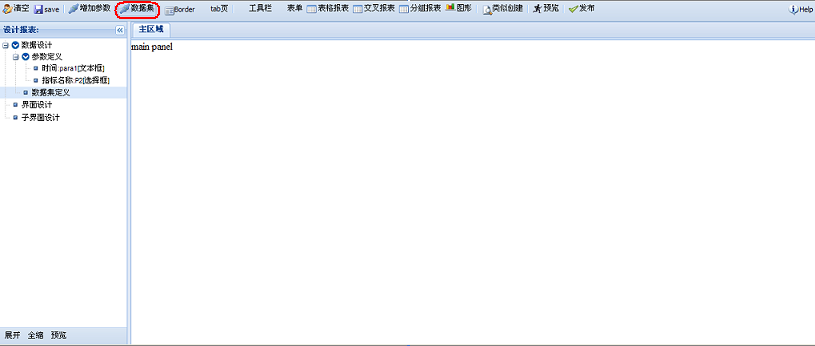 清空 save 增加参数 数据集 Border tab页 工具栏 表单 表格报表 交叉报表 分组报表 图形 类似创建 预览 发布 Help
设计报表:
主区域
main panel
数据设计
参数定义
时间:para1[文本框]
指标名称:P2[选择框]
数据集定义
界面设计
子界面设计
展开 全缩 预览